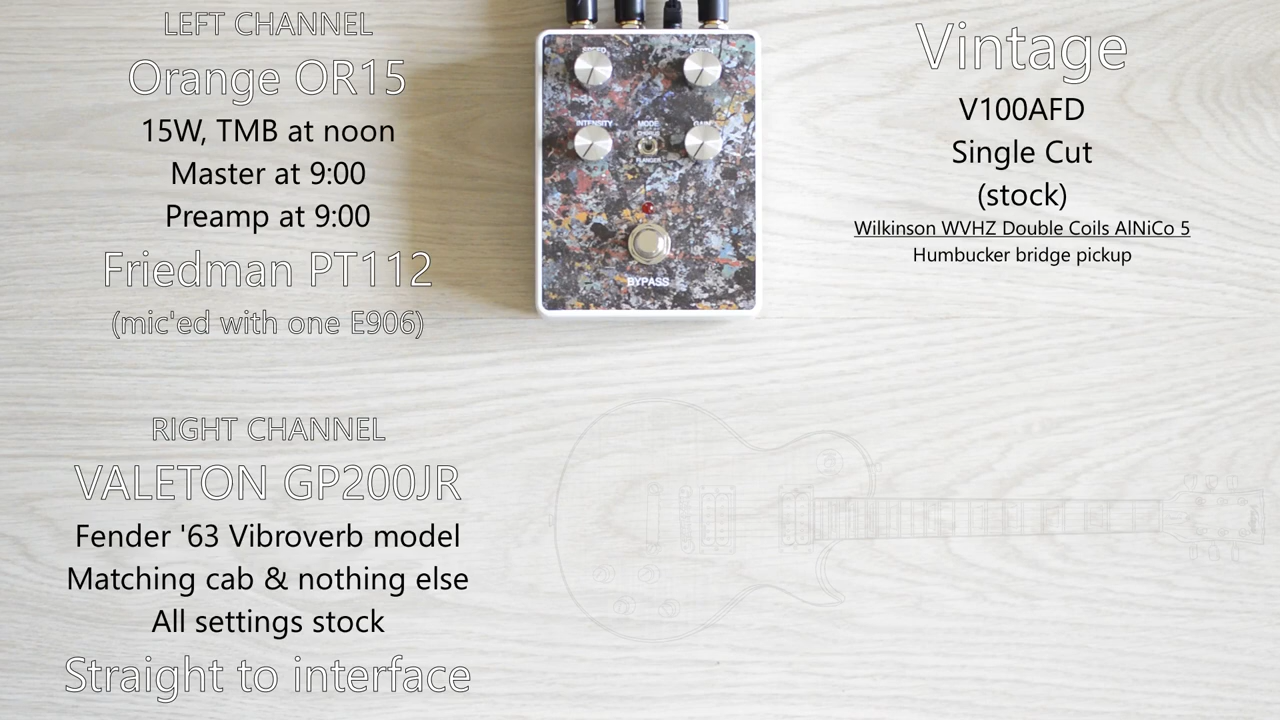 LEFT CHANNEL
Orange OR15
15W, TMB at noon
Master at 9:00
Preamp at 9:00
Friedman PT112
(mic'ed with one E906)
RIGHT CHANNEL
VALETON GP200JR
Fender '63 Vibroverb model
Matching cab & nothing else
All settings stock
Straight to interface
SPEED
DEPTH
INTENSITY
MODE
GAIN
CHORUS
FLANGER
BYPASS
Vintage
V100AFD
Single Cut
(stock)
Wilkinson WVHZ Double Coils AlNiCo 5
Humbucker bridge pickup